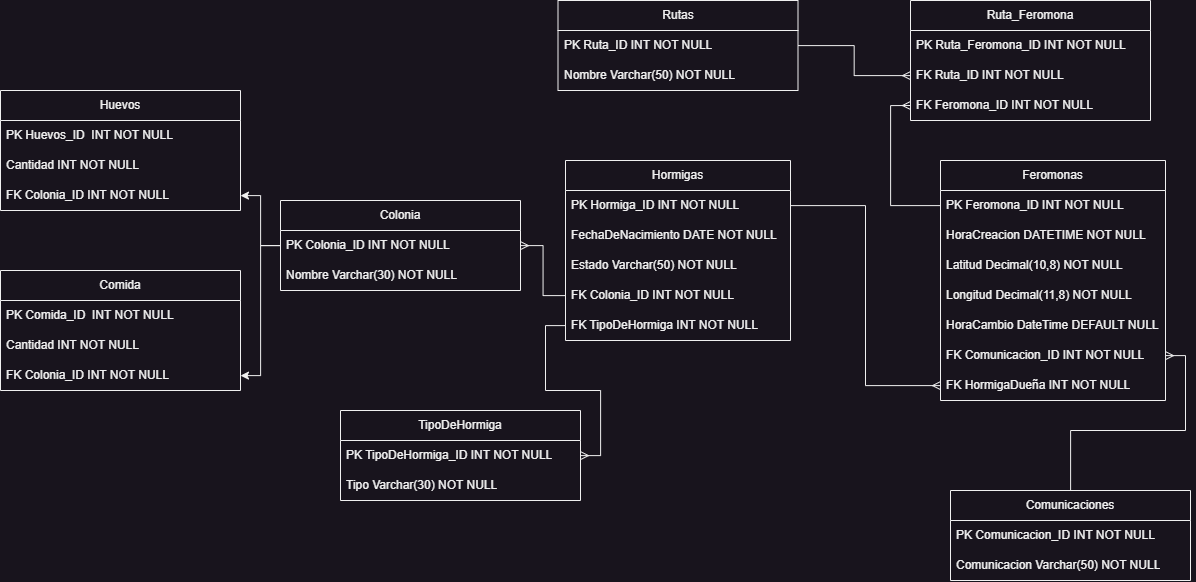 Rutas
PK Ruta_ID INT NOT NULL
Nombre Varchar(50) NOT NULL
Ruta_Feromona
PK Ruta_Feromona_ID INT NOT NULL
FK Ruta_ID INT NOT NULL
FK Feromona_ID INT NOT NULL
Huevos
PK Huevos_ID  INT NOT NULL
Cantidad INT NOT NULL
FK Colonia_ID INT NOT NULL
Colonia
PK Colonia_ID INT NOT NULL
Nombre Varchar(30) NOT NULL
Hormigas
PK Hormiga_ID INT NOT NULL
FechaDeNacimiento DATE NOT NULL
Estado Varchar(50) NOT NULL
FK Colonia_ID INT NOT NULL
FK TipoDeHormiga INT NOT NULL
Feromonas
PK Feromona_ID INT NOT NULL
HoraCreacion DATETIME NOT NULL
Latitud Decimal(10,8) NOT NULL
Longitud Decimal(11,8) NOT NULL
HoraCambio DateTime DEFAULT NULL
FK Comunicacion_ID INT NOT NULL
FK HormigaDueña INT NOT NULL
Comida
PK Comida_ID  INT NOT NULL
Cantidad INT NOT NULL
FK Colonia_ID INT NOT NULL
TipoDeHormiga
PK TipoDeHormiga_ID INT NOT NULL
Tipo Varchar(30) NOT NULL
Comunicaciones
PK Comunicacion_ID INT NOT NULL
Comunicacion Varchar(50) NOT NULL